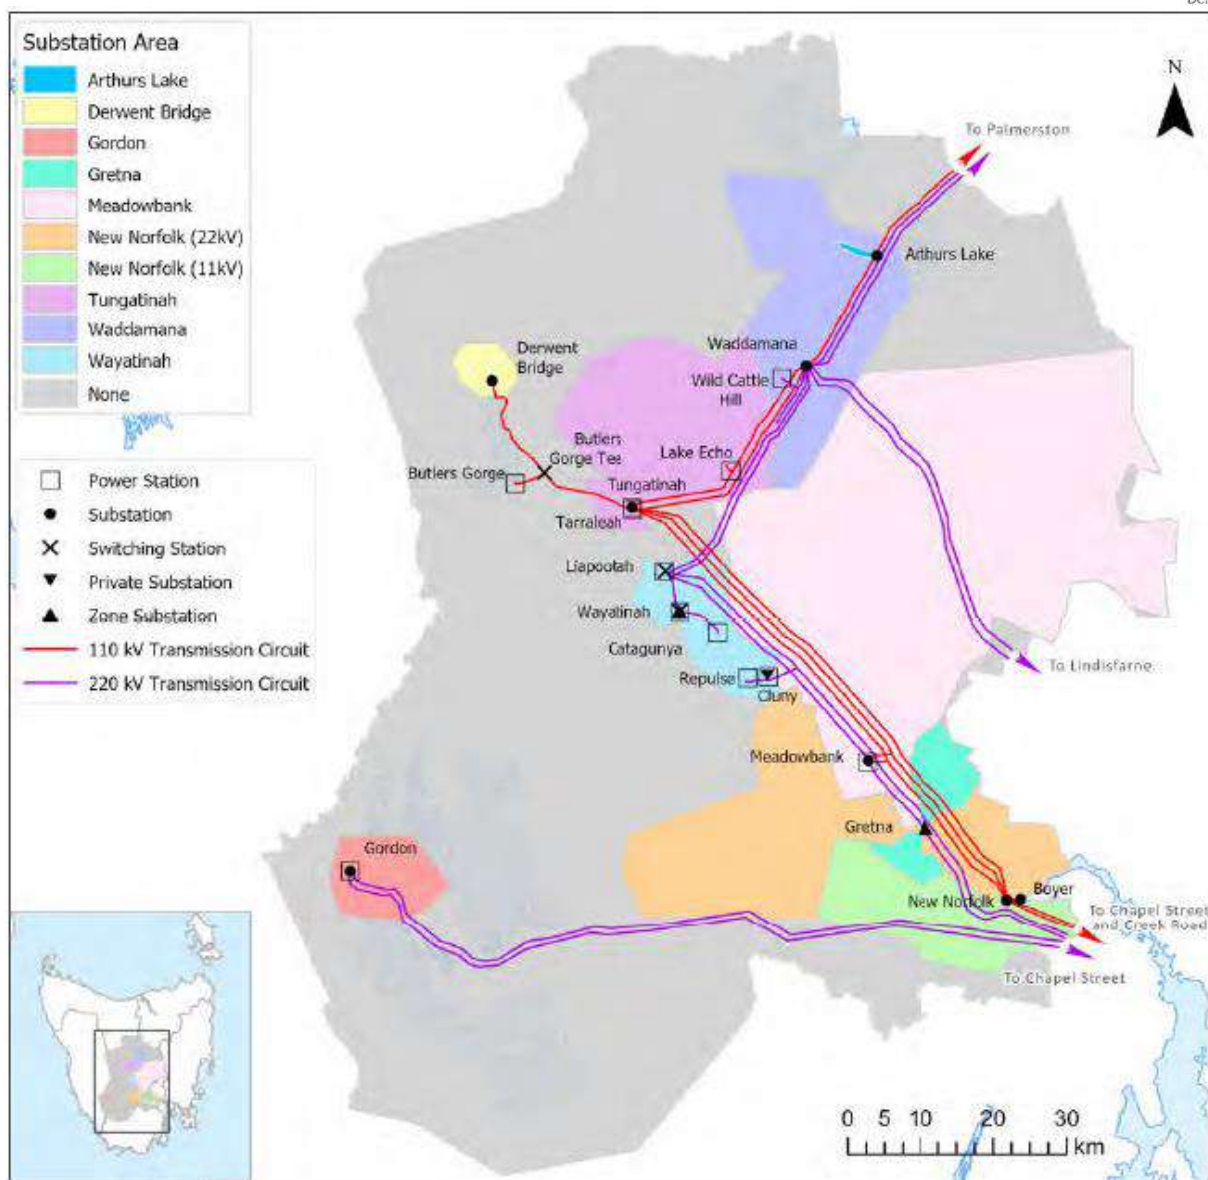 Substation Area
Arthurs Lake
Derwent Bridge
Gordon
Gretna
Meadowbank
New Norfolk (22kV)
New Norfolk (11kV)
Tungatinah
Waddamana
Wayatinah
None
Power Station
Substation
Switching Station
Private Substation
Zone Substation
110 kV Transmission Circuit
220 kV Transmission Circuit
N
To Palmerston
Arthurs Lake
Waddamana
Wild Cattle
Hill
Derwent
Bridge
Butlers
Gorge Tee
Butlers Gorge
Lake Echo
Tungatinah
Tarraleah
Liapootah
Wayatinah
Catagunya
Repulse
Cluny
To Lindisfarne
Meadowbank
Gretna
Gordon
New Norfolk
Boyer
To Chapel Street
and Creek Road
To Chapel Street
0 5 10 20 30
km